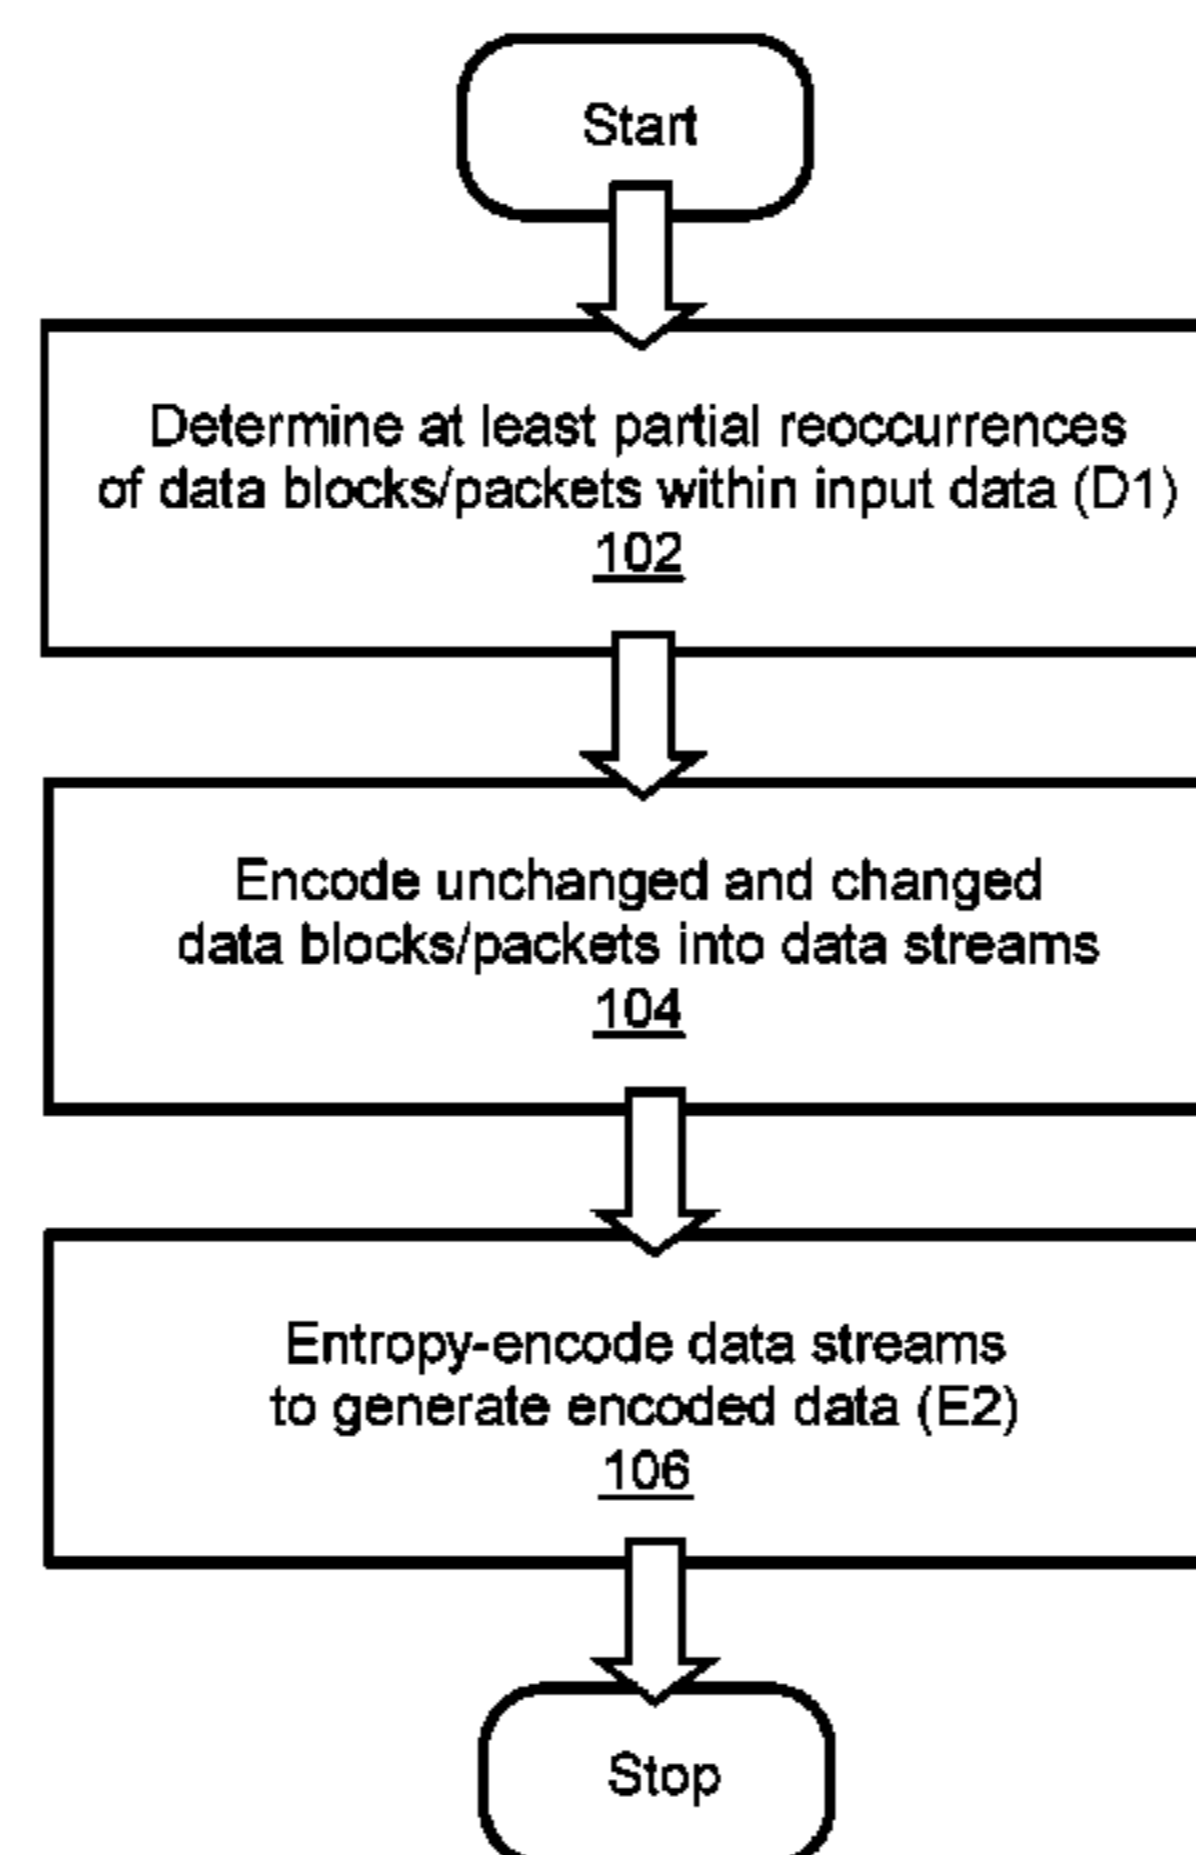 Start
Determine at least partial reoccurrences
of data blocks/packets within input data (D1)
102
Encode unchanged and changed
data blocks/packets into data streams
104
Entropy-encode data streams
to generate encoded data (E2)
106
Stop